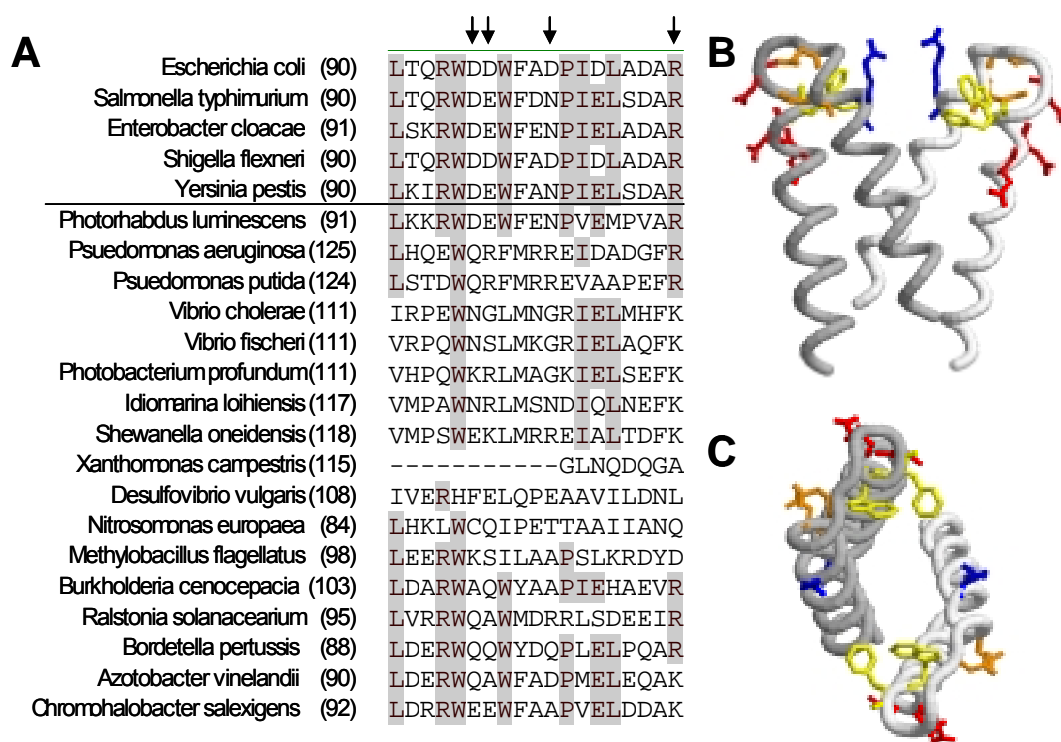 A
B
Escherichia coli (90) LTQRWDDWFADPIDLADAR
Salmonella typhimurium (90) LTQRWDEWFDNPIELSDAR
Enterobacter cloacae (91) LSKRWDEWFENPIELADAR
Shigella flexneri (90) LTQRWDDWFADPIDLADAR
Yersinia pestis (90) LKIRWDEWFANPIELSDAR
Photorhabdus luminescens (91) LKKRWDEWFENPVEMPVAR
Psuedomonas aeruginosa (125) LHQEWQRFMRREIDADGFR
Psuedomonas putida (124) LSTDWQRFMRREVAAPEFR
Vibrio cholerae (111) IRPEWNGLMNGRIELMHFK
Vibrio fischeri (111) VRPQWNSLMKGRIELAQFK
Photobacterium profundum (111) VHPQWKRLMAGKIELSEFK
Idiomarina loihiensis (117) VMPAWNRLMSNDIQLNEFK
Shewanella oneidensis (118) VMPSWEKLMRREIALTDFK
C
Xanthomonas campestris (115) -----------GLNQDQGA
Desulfovibrio vulgaris (108) IVERHFELQPEAAVILDNL
Nitrosomonas europaea (84) LHKLWCQIPETTAAIIANQ
Methylobacillus flagellatus (98) LEERWKSILAAPSLKRDYD
Burkholderia cenocepacia (103) LDARWAQWYAAPIEHAEVR
Ralstonia solanacearium (95) LVRRWQAWMDRRLSDEEIR
Bordetella pertussis (88) LDERWQQWYDQPLELPQAR
Azotobacter vinelandii (90) LDERWQAWFADPMELEQAK
Chromphalobacter salexigens (92) LDRRWEEWFAAPVELDDAK